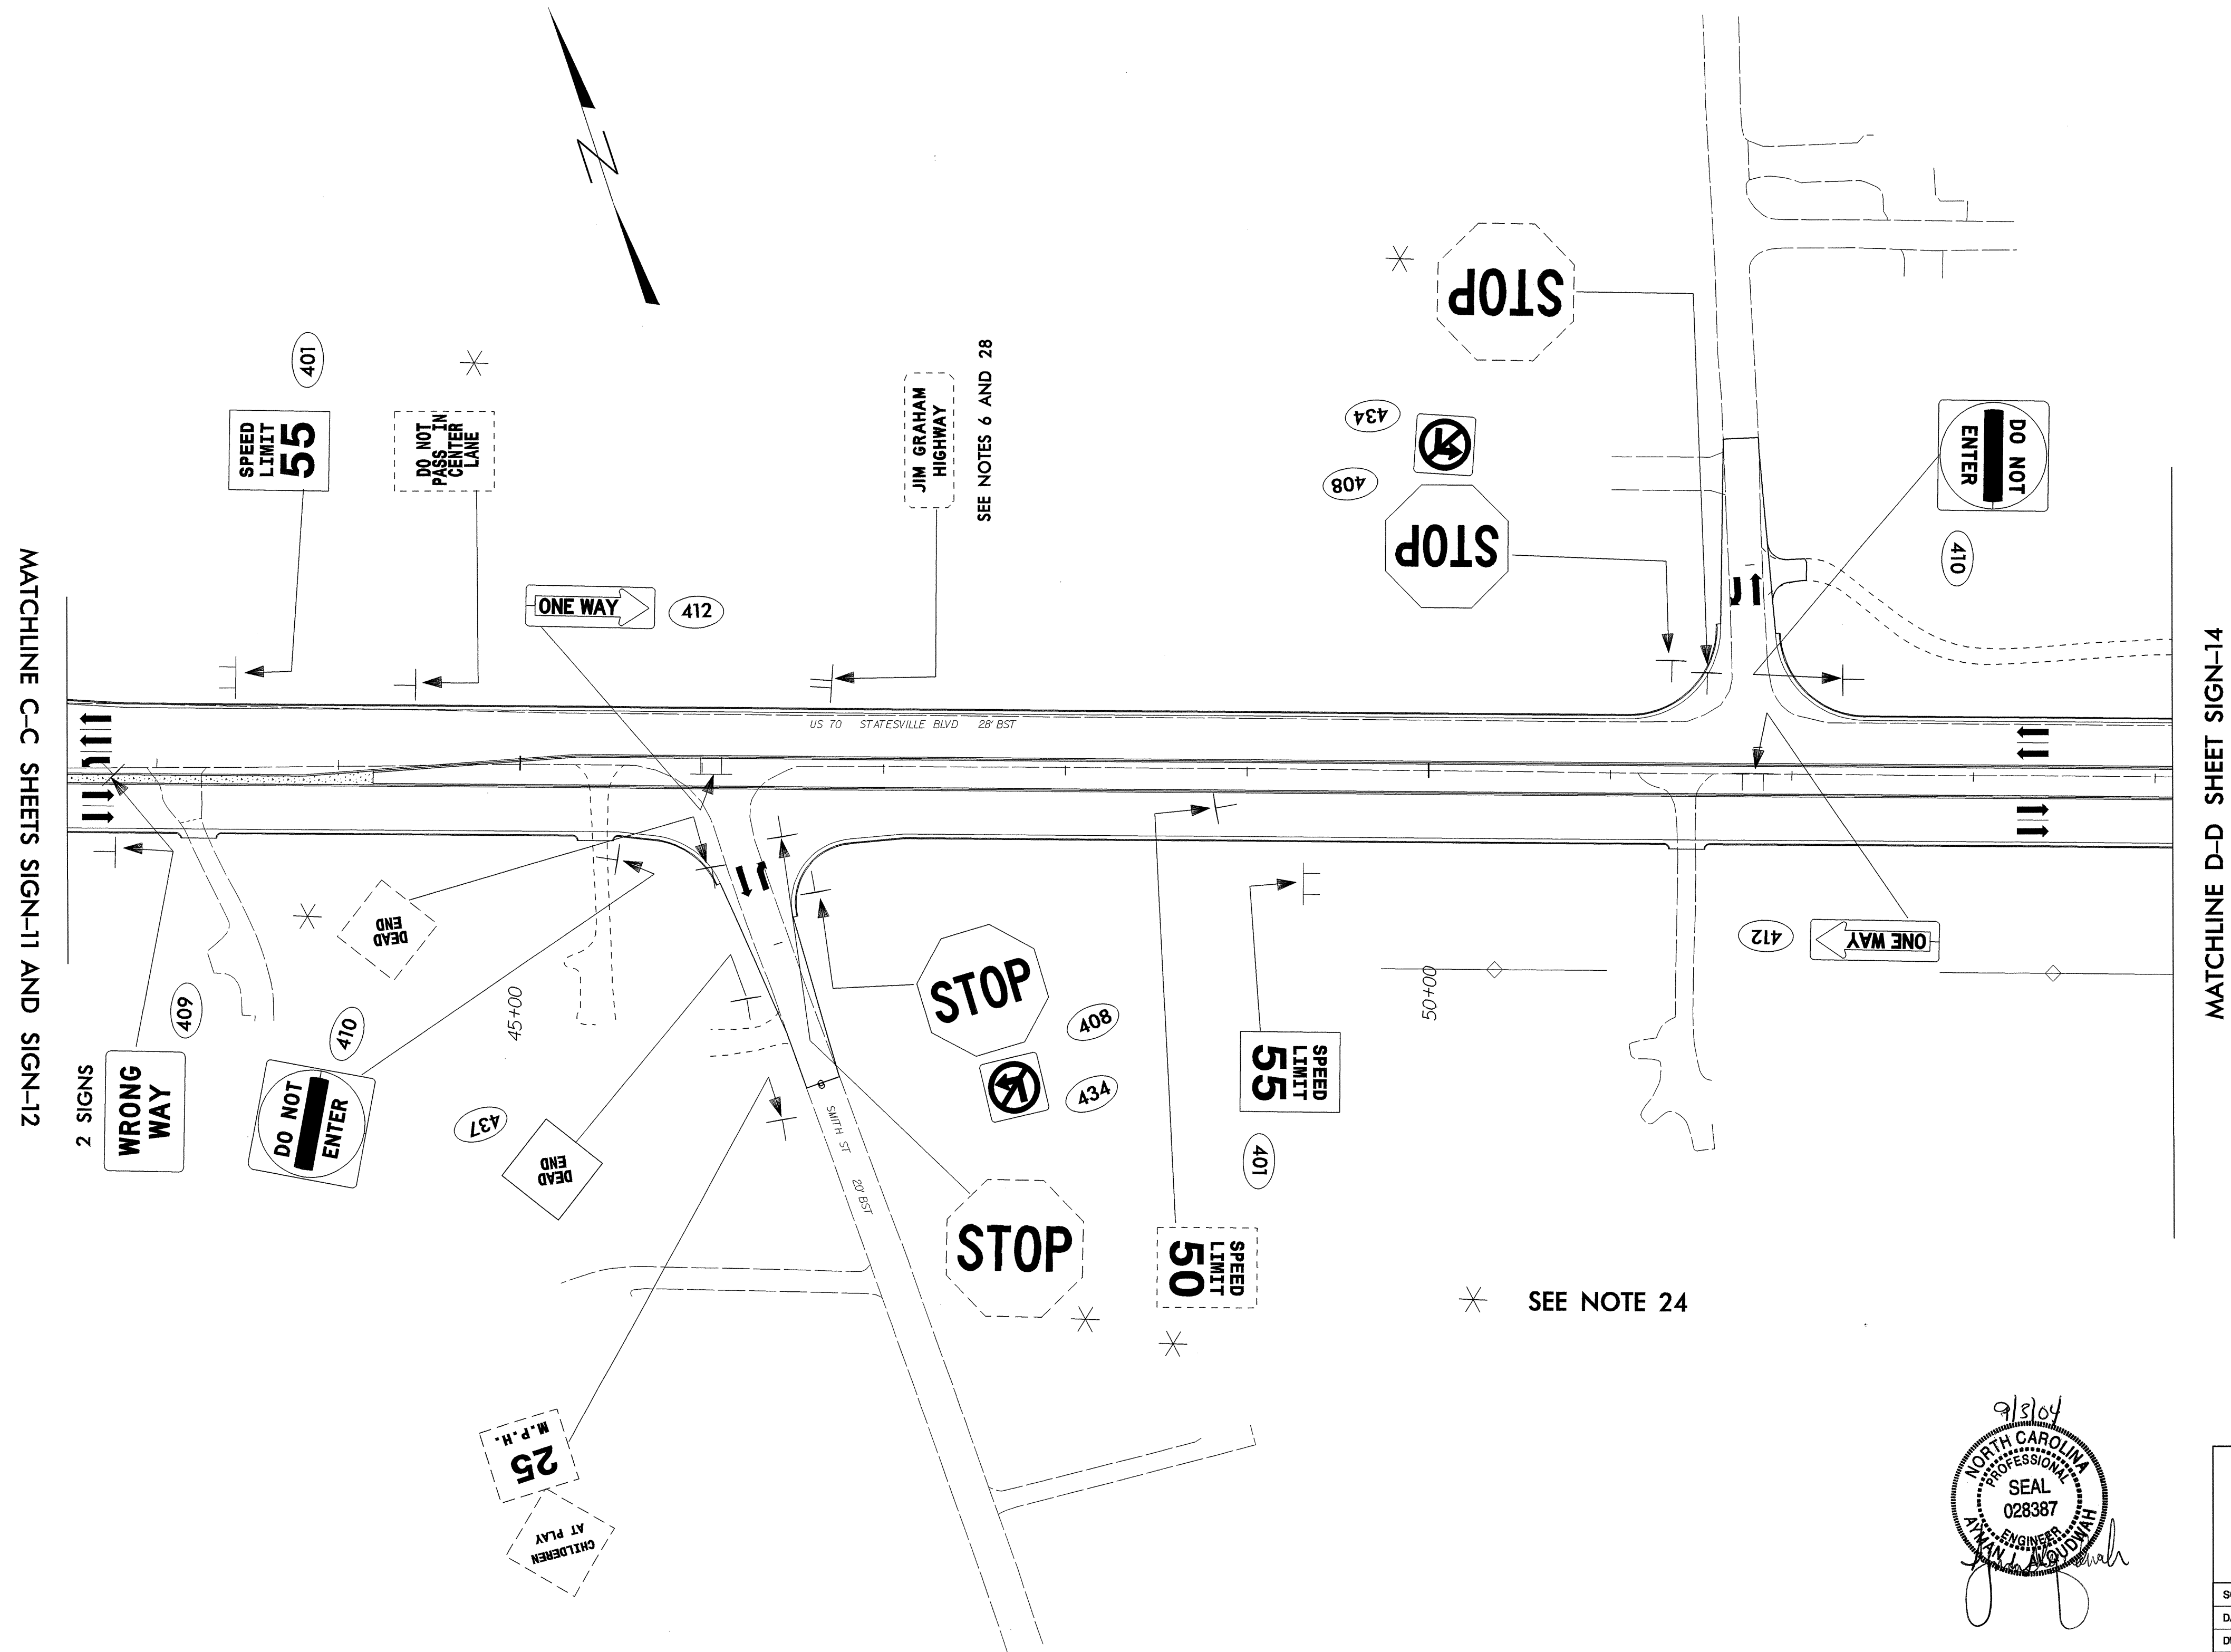 MATCHLINE C-C SHEETS SIGN-11 AND SIGN-12
MATCHLINE D-D SHEET SIGN-14
N
401
SPEED
LIMIT
55
DO NOT
PASS IN
CENTER
LANE
JIM GRAHAM
HIGHWAY
SEE NOTES 6 AND 28
ONE WAY
412
STOP
434
408
STOP
DO NOT
ENTER
410
US 70 STATESVILLE BLVD 28' BST
DEAD
END
409
2 SIGNS
WRONG
WAY
410
DO NOT
ENTER
45+00
437
DEAD
END
STOP
408
434
SMITH ST 20' BST
STOP
SPEED
LIMIT
55
401
SPEED
LIMIT
50
50+00
412
ONE WAY
SEE NOTE 24
25
M.P.H.
CHILDEREN
AT PLAY
9/3/04
NORTH CAROLINA
PROFESSIONAL
SEAL
028387
ENGINEER